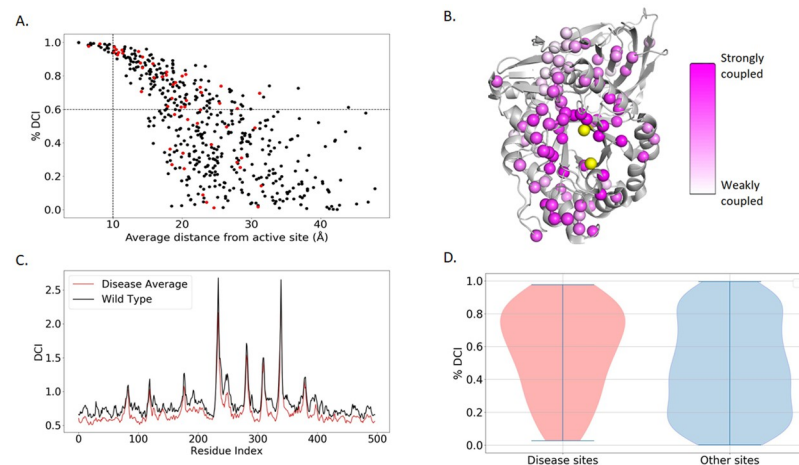 A.
1.0
0.8
0.6
0.4
0.2
0.0
% DCI
10
20
30
40
Average distance from active site (Å)
B.
Strongly
coupled
Weakly
coupled
C.
Disease Average
Wild Type
2.5
2.0
1.5
1.0
0.5
DCI
0
100
200
300
400
500
Residue Index
D.
1.0
0.8
0.6
0.4
0.2
0.0
% DCI
Disease sites
Other sites